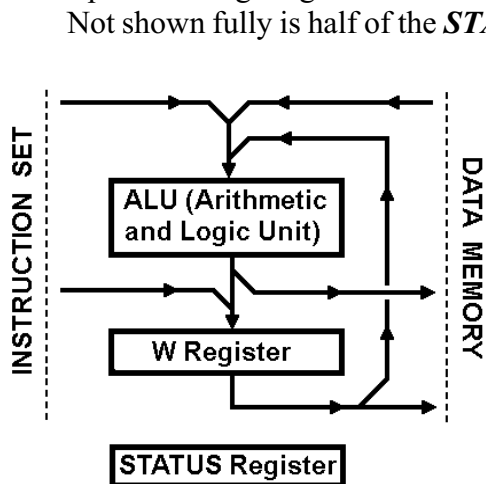 Not shown fully is half of the
INSTRUCTION SET
ALU (Arithmetic
and Logic Unit)
W Register
DATA MEMORY
STATUS Register